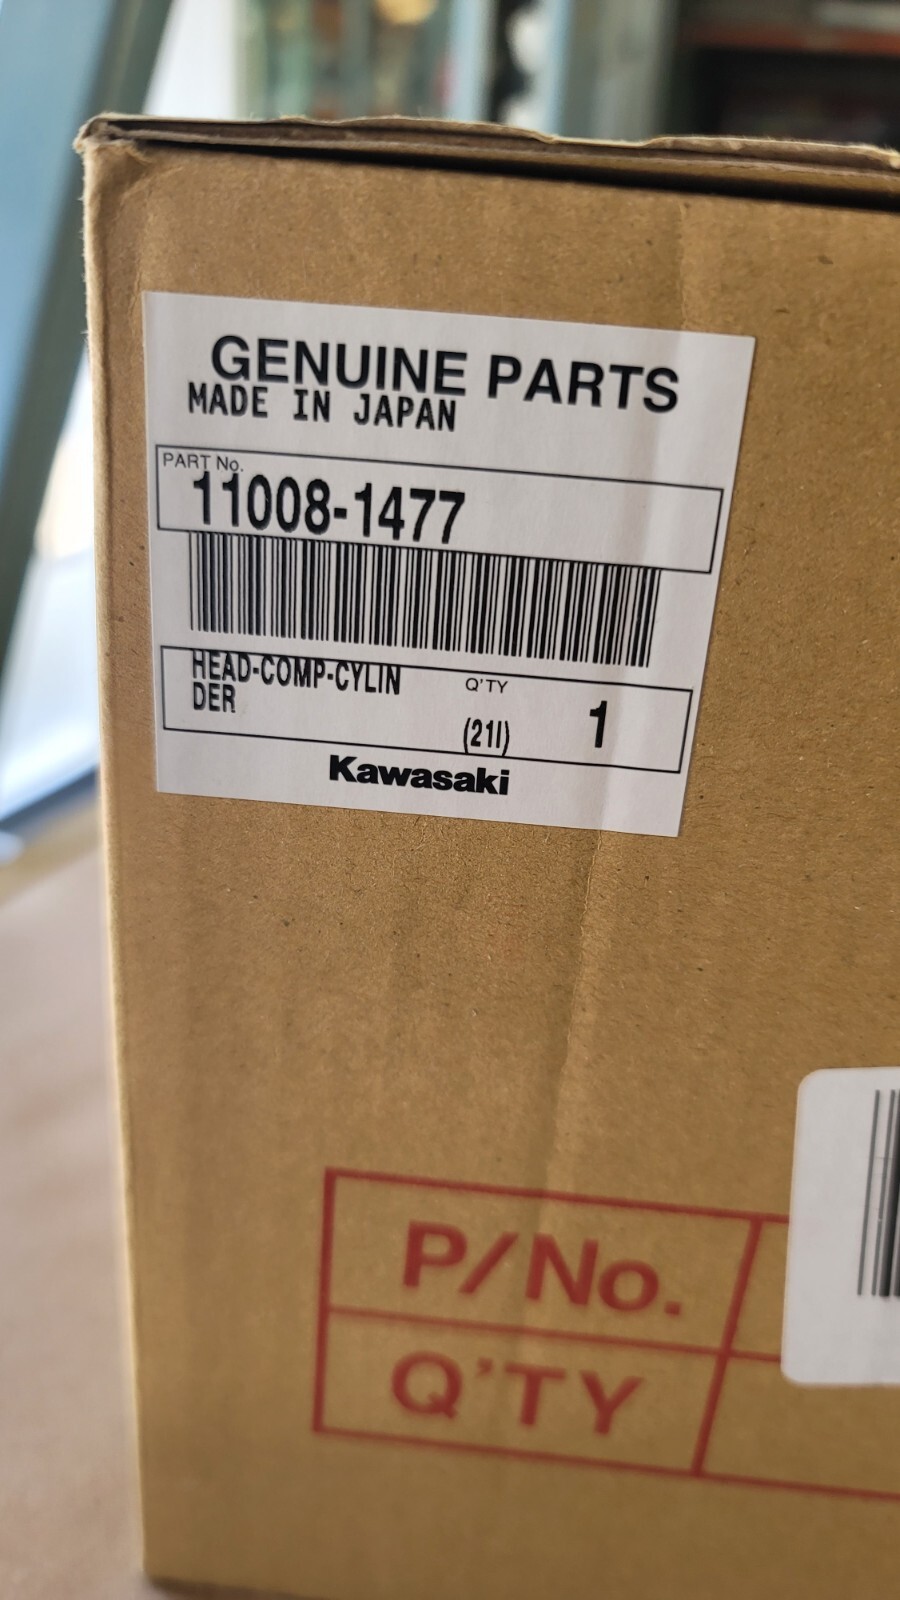 GENUINE PARTS
MADE IN JAPAN
PART No.
11008-1477
HEAD-COMP-CYLIN
DER
Q'TY
(21I)
1
Kawasaki
P/No.
Q'TY